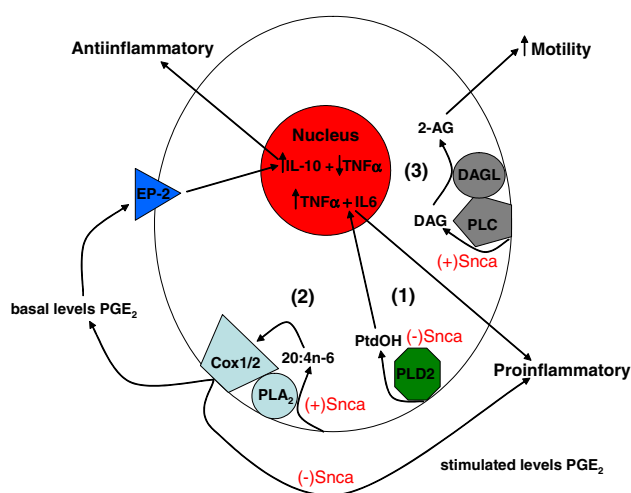 Antiinflammatory
↑Motility
2-AG
Nucleus
↑IL-10 + ↓TNFα
(3)
DAGL
EP-2
↑TNFα + IL6
DAG
PLC
(+)Snca
basal levels PGE₂
(2)
(1)
PtdOH
(-)Snca
Cox1/2
20:4n-6
PLD2
Proinflammatory
PLA₂
(+)Snca
(-)Snca
stimulated levels PGE₂